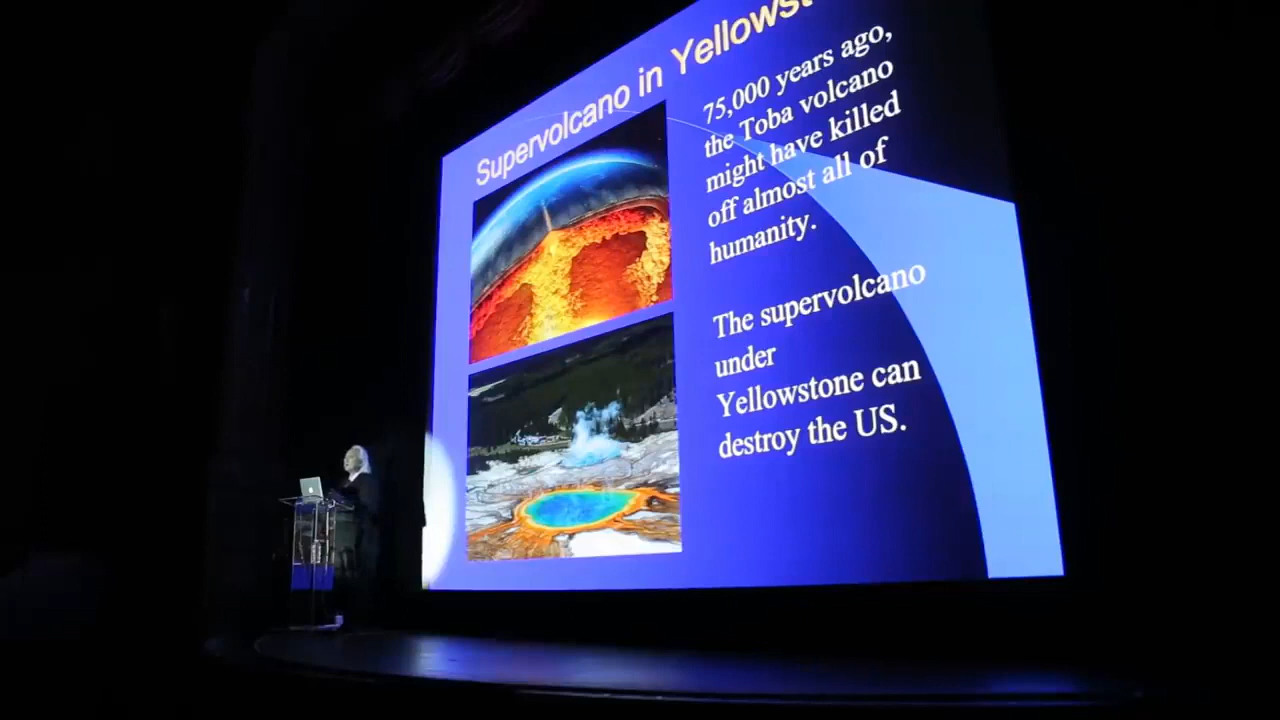 Supervolcano in Yellowst
75,000 years ago,
the Toba volcano
might have killed
off almost all of
humanity.
The supervolcano
under
Yellowstone can
destroy the US.